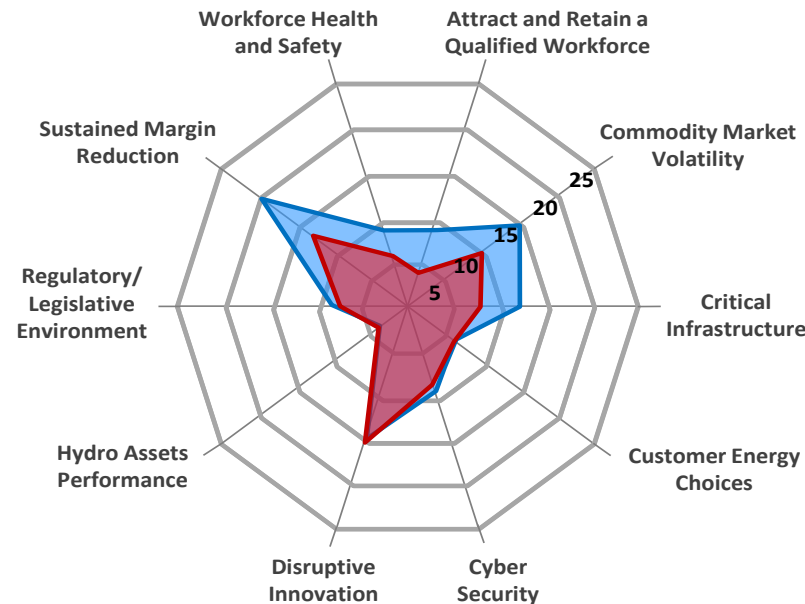 Workforce Health
and Safety
Attract and Retain a
Qualified Workforce
Sustained Margin
Reduction
Commodity Market
Volatility
25
20
15
10
5
Regulatory/
Legislative
Environment
Critical
Infrastructure
Hydro Assets
Performance
Customer Energy
Choices
Disruptive
Innovation
Cyber
Security